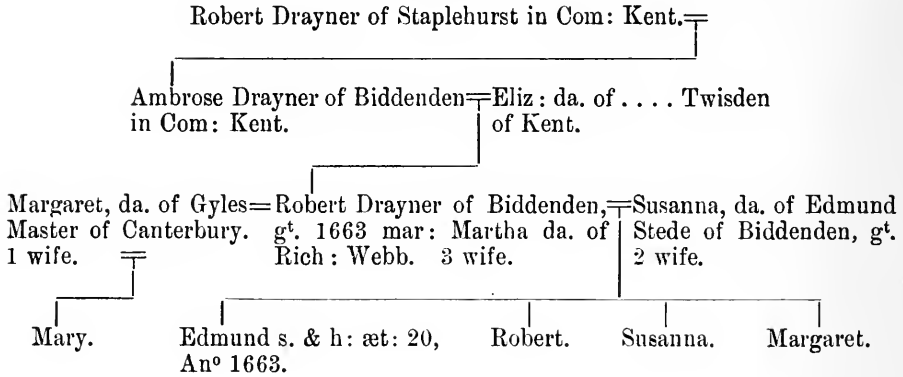 Robert Drayner of Staplehurst in Com: Kent.
Ambrose Drayner of Biddenden
in Com: Kent.
Eliz: da. of .... Twisden
of Kent.
Margaret, da. of Gyles
Master of Canterbury.
1 wife.
Robert Drayner of Biddenden,
gᵗ. 1663 mar: Martha da. of
Rich: Webb. 3 wife.
Susanna, da. of Edmund
Stede of Biddenden, gᵗ.
2 wife.
Mary.
Edmund s. & h: æt: 20,
Anº 1663.
Robert.
Susanna.
Margaret.